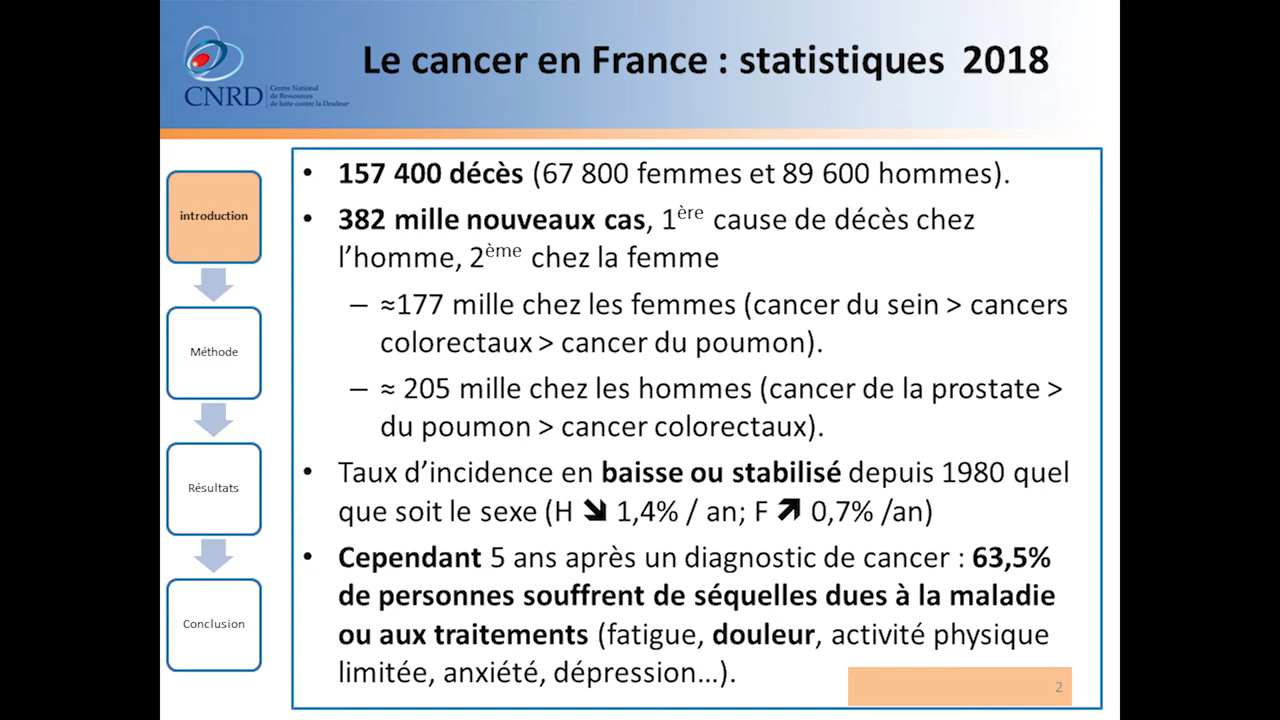 Le cancer en France : statistiques 2018
CNRD
Centre National
de Ressources
de lutte contre la Douleur
introduction
Méthode
Résultats
Conclusion
• 157 400 décès (67 800 femmes et 89 600 hommes).
• 382 mille nouveaux cas, 1ère cause de décès chez
l’homme, 2ème chez la femme
– ≈177 mille chez les femmes (cancer du sein > cancers
colorectaux > cancer du poumon).
– ≈ 205 mille chez les hommes (cancer de la prostate >
du poumon > cancer colorectaux).
• Taux d’incidence en baisse ou stabilisé depuis 1980 quel
que soit le sexe (H ↘ 1,4% / an; F ↗ 0,7% /an)
• Cependant 5 ans après un diagnostic de cancer : 63,5%
de personnes souffrent de séquelles dues à la maladie
ou aux traitements (fatigue, douleur, activité physique
limitée, anxiété, dépression...).
2